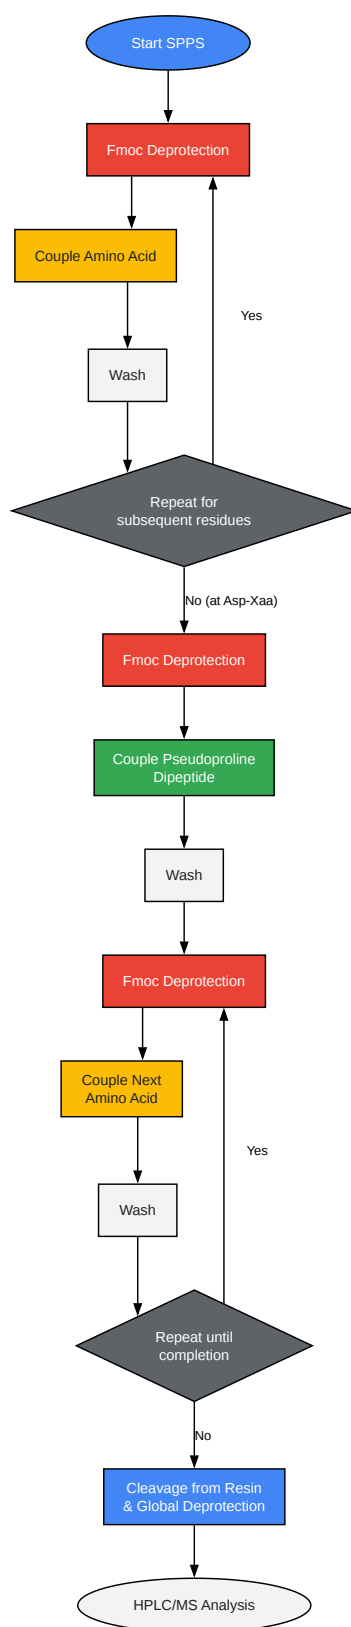 Start SPPS
Fmoc Deprotection
Couple Amino Acid
Yes
Wash
Repeat for
subsequent residues
No (at Asp-Xaa)
Fmoc Deprotection
Couple Pseudoproline
Dipeptide
Wash
Fmoc Deprotection
Couple Next
Amino Acid
Yes
Wash
Repeat until
completion
No
Cleavage from Resin
& Global Deprotection
HPLC/MS Analysis